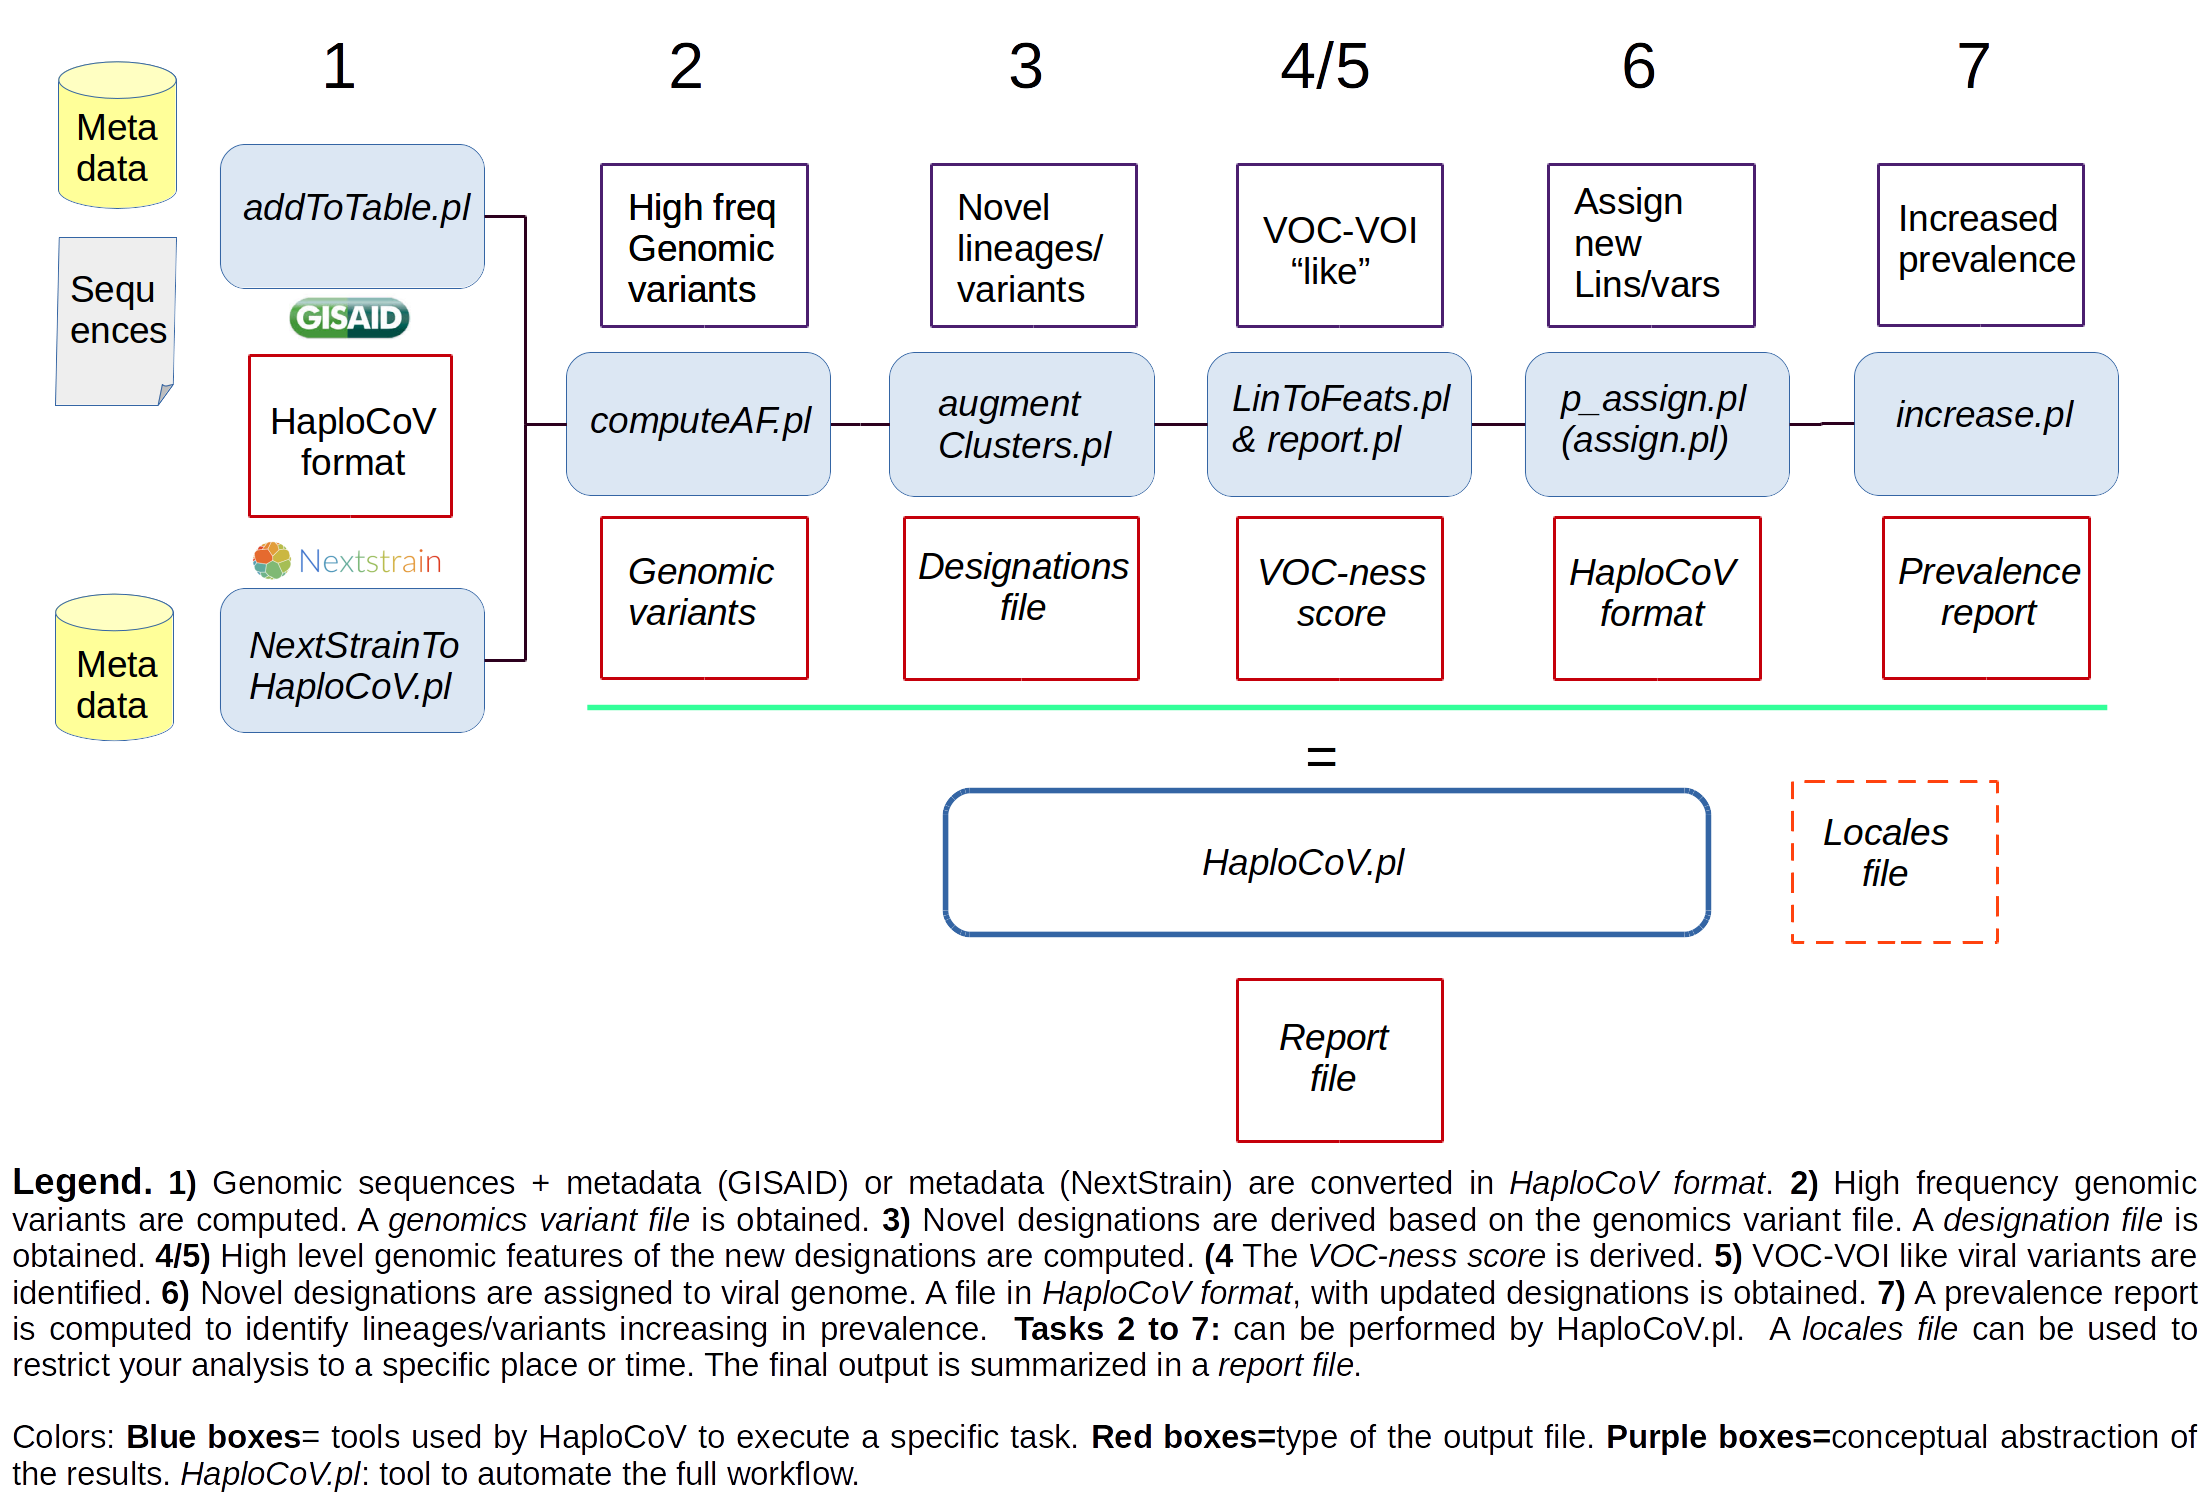 1
2
3
4/5
6
7
Meta
data
addToTable.pl
Sequ
ences
GISAID
HaploCoV
format
Nextstrain
Meta
data
NextStrainTo
HaploCoV.pl
High freq
Genomic
variants
computeAF.pl
Genomic
variants
Novel
lineages/
variants
augment
Clusters.pl
Designations
file
VOC-VOI
“like”
LinToFeats.pl
& report.pl
VOC-ness
score
Assign
new
Lins/vars
p_assign.pl
(assign.pl)
HaploCoV
format
Increased
prevalence
increase.pl
Prevalence
report
=
HaploCoV.pl
Locales
file
Report
file
Legend. 1) Genomic sequences + metadata (GISAID) or metadata (NextStrain) are converted in HaploCoV format. 2) High frequency genomic
variants are computed. A genomics variant file is obtained. 3) Novel designations are derived based on the genomics variant file. A designation file is
obtained. 4/5) High level genomic features of the new designations are computed. (4 The VOC-ness score is derived. 5) VOC-VOI like viral variants are
identified. 6) Novel designations are assigned to viral genome. A file in HaploCoV format, with updated designations is obtained. 7) A prevalence report
is computed to identify lineages/variants increasing in prevalence. Tasks 2 to 7: can be performed by HaploCoV.pl. A locales file can be used to
restrict your analysis to a specific place or time. The final output is summarized in a report file.
Colors: Blue boxes= tools used by HaploCoV to execute a specific task. Red boxes=type of the output file. Purple boxes=conceptual abstraction of
the results. HaploCoV.pl: tool to automate the full workflow.